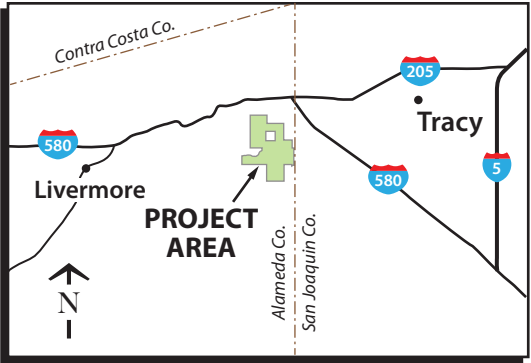 Contra Costa Co.
205
Tracy
580
Livermore
PROJECT
AREA
580
5
Alameda Co.
San Joaquin Co.
N